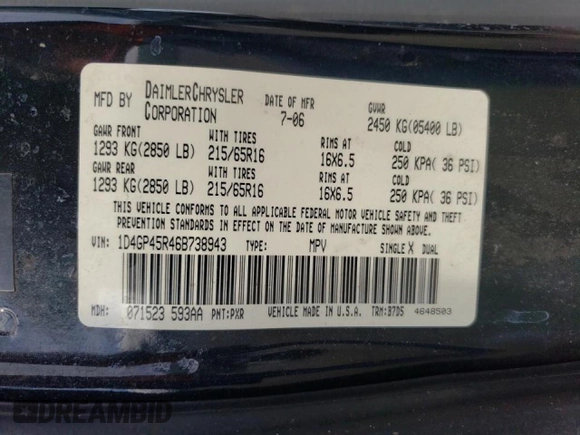 MFD BY DAIMLERCHRYSLER CORPORATION DATE OF MFR 7-06 GVWR 2450 KG(05400 LB)
GAWR FRONT WITH TIRES RIMS AT COLD
1293 KG(2850 LB) 215/65R16 16X6.5 250 KPA( 36 PSI)
GAWR REAR WITH TIRES RIMS AT COLD
1293 KG(2850 LB) 215/65R16 16X6.5 250 KPA( 36 PSI)
THIS VEHICLE CONFORMS TO ALL APPLICABLE FEDERAL MOTOR VEHICLE SAFETY AND THEFT
PREVENTION STANDARDS IN EFFECT ON THE DATE OF MANUFACTURE SHOWN ABOVE.
VIN: 1D4GP45R46B738943 TYPE: MPV SINGLE X DUAL
MDH: 071523 593AA PNT:PXR VEHICLE MADE IN U.S.A. TRM:B7D5 4648503
DREAMBID